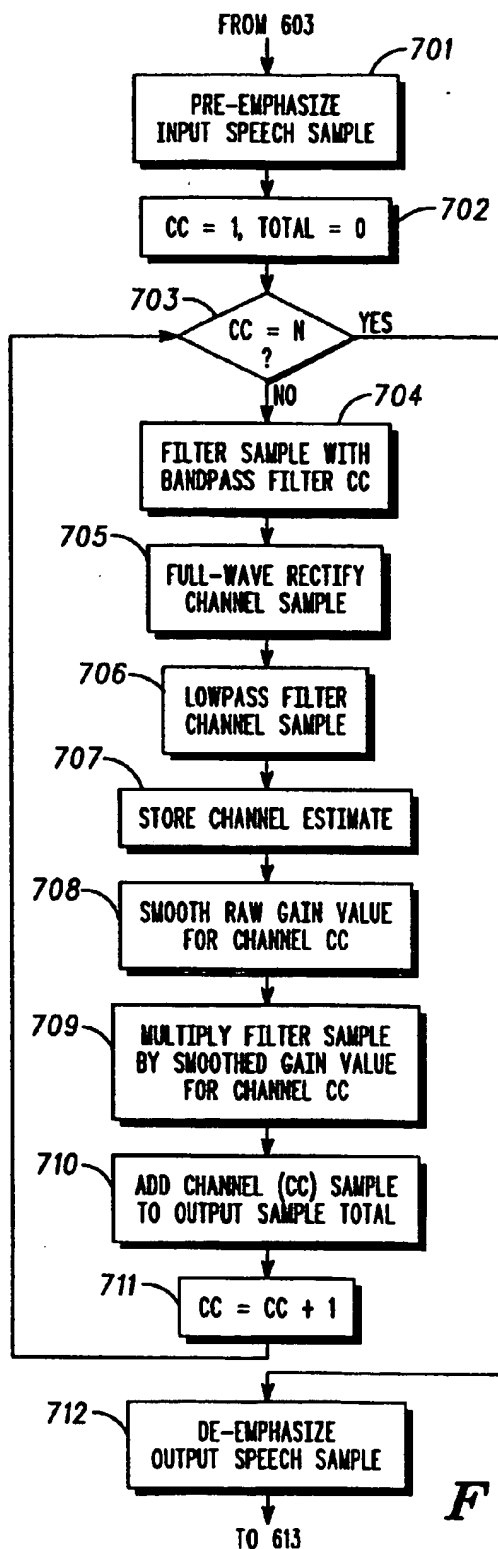 FROM 603
701
PRE-EMPHASIZE
INPUT SPEECH SAMPLE
702
CC = 1, TOTAL = 0
703
CC = N
?
YES
NO
704
FILTER SAMPLE WITH
BANDPASS FILTER CC
705
FULL-WAVE RECTIFY
CHANNEL SAMPLE
706
LOWPASS FILTER
CHANNEL SAMPLE
707
STORE CHANNEL ESTIMATE
708
SMOOTH RAW GAIN VALUE
FOR CHANNEL CC
709
MULTIPLY FILTER SAMPLE
BY SMOOTHED GAIN VALUE
FOR CHANNEL CC
710
ADD CHANNEL (CC) SAMPLE
TO OUTPUT SAMPLE TOTAL
711
CC = CC + 1
712
DE-EMPHASIZE
OUTPUT SPEECH SAMPLE
F
TO 613